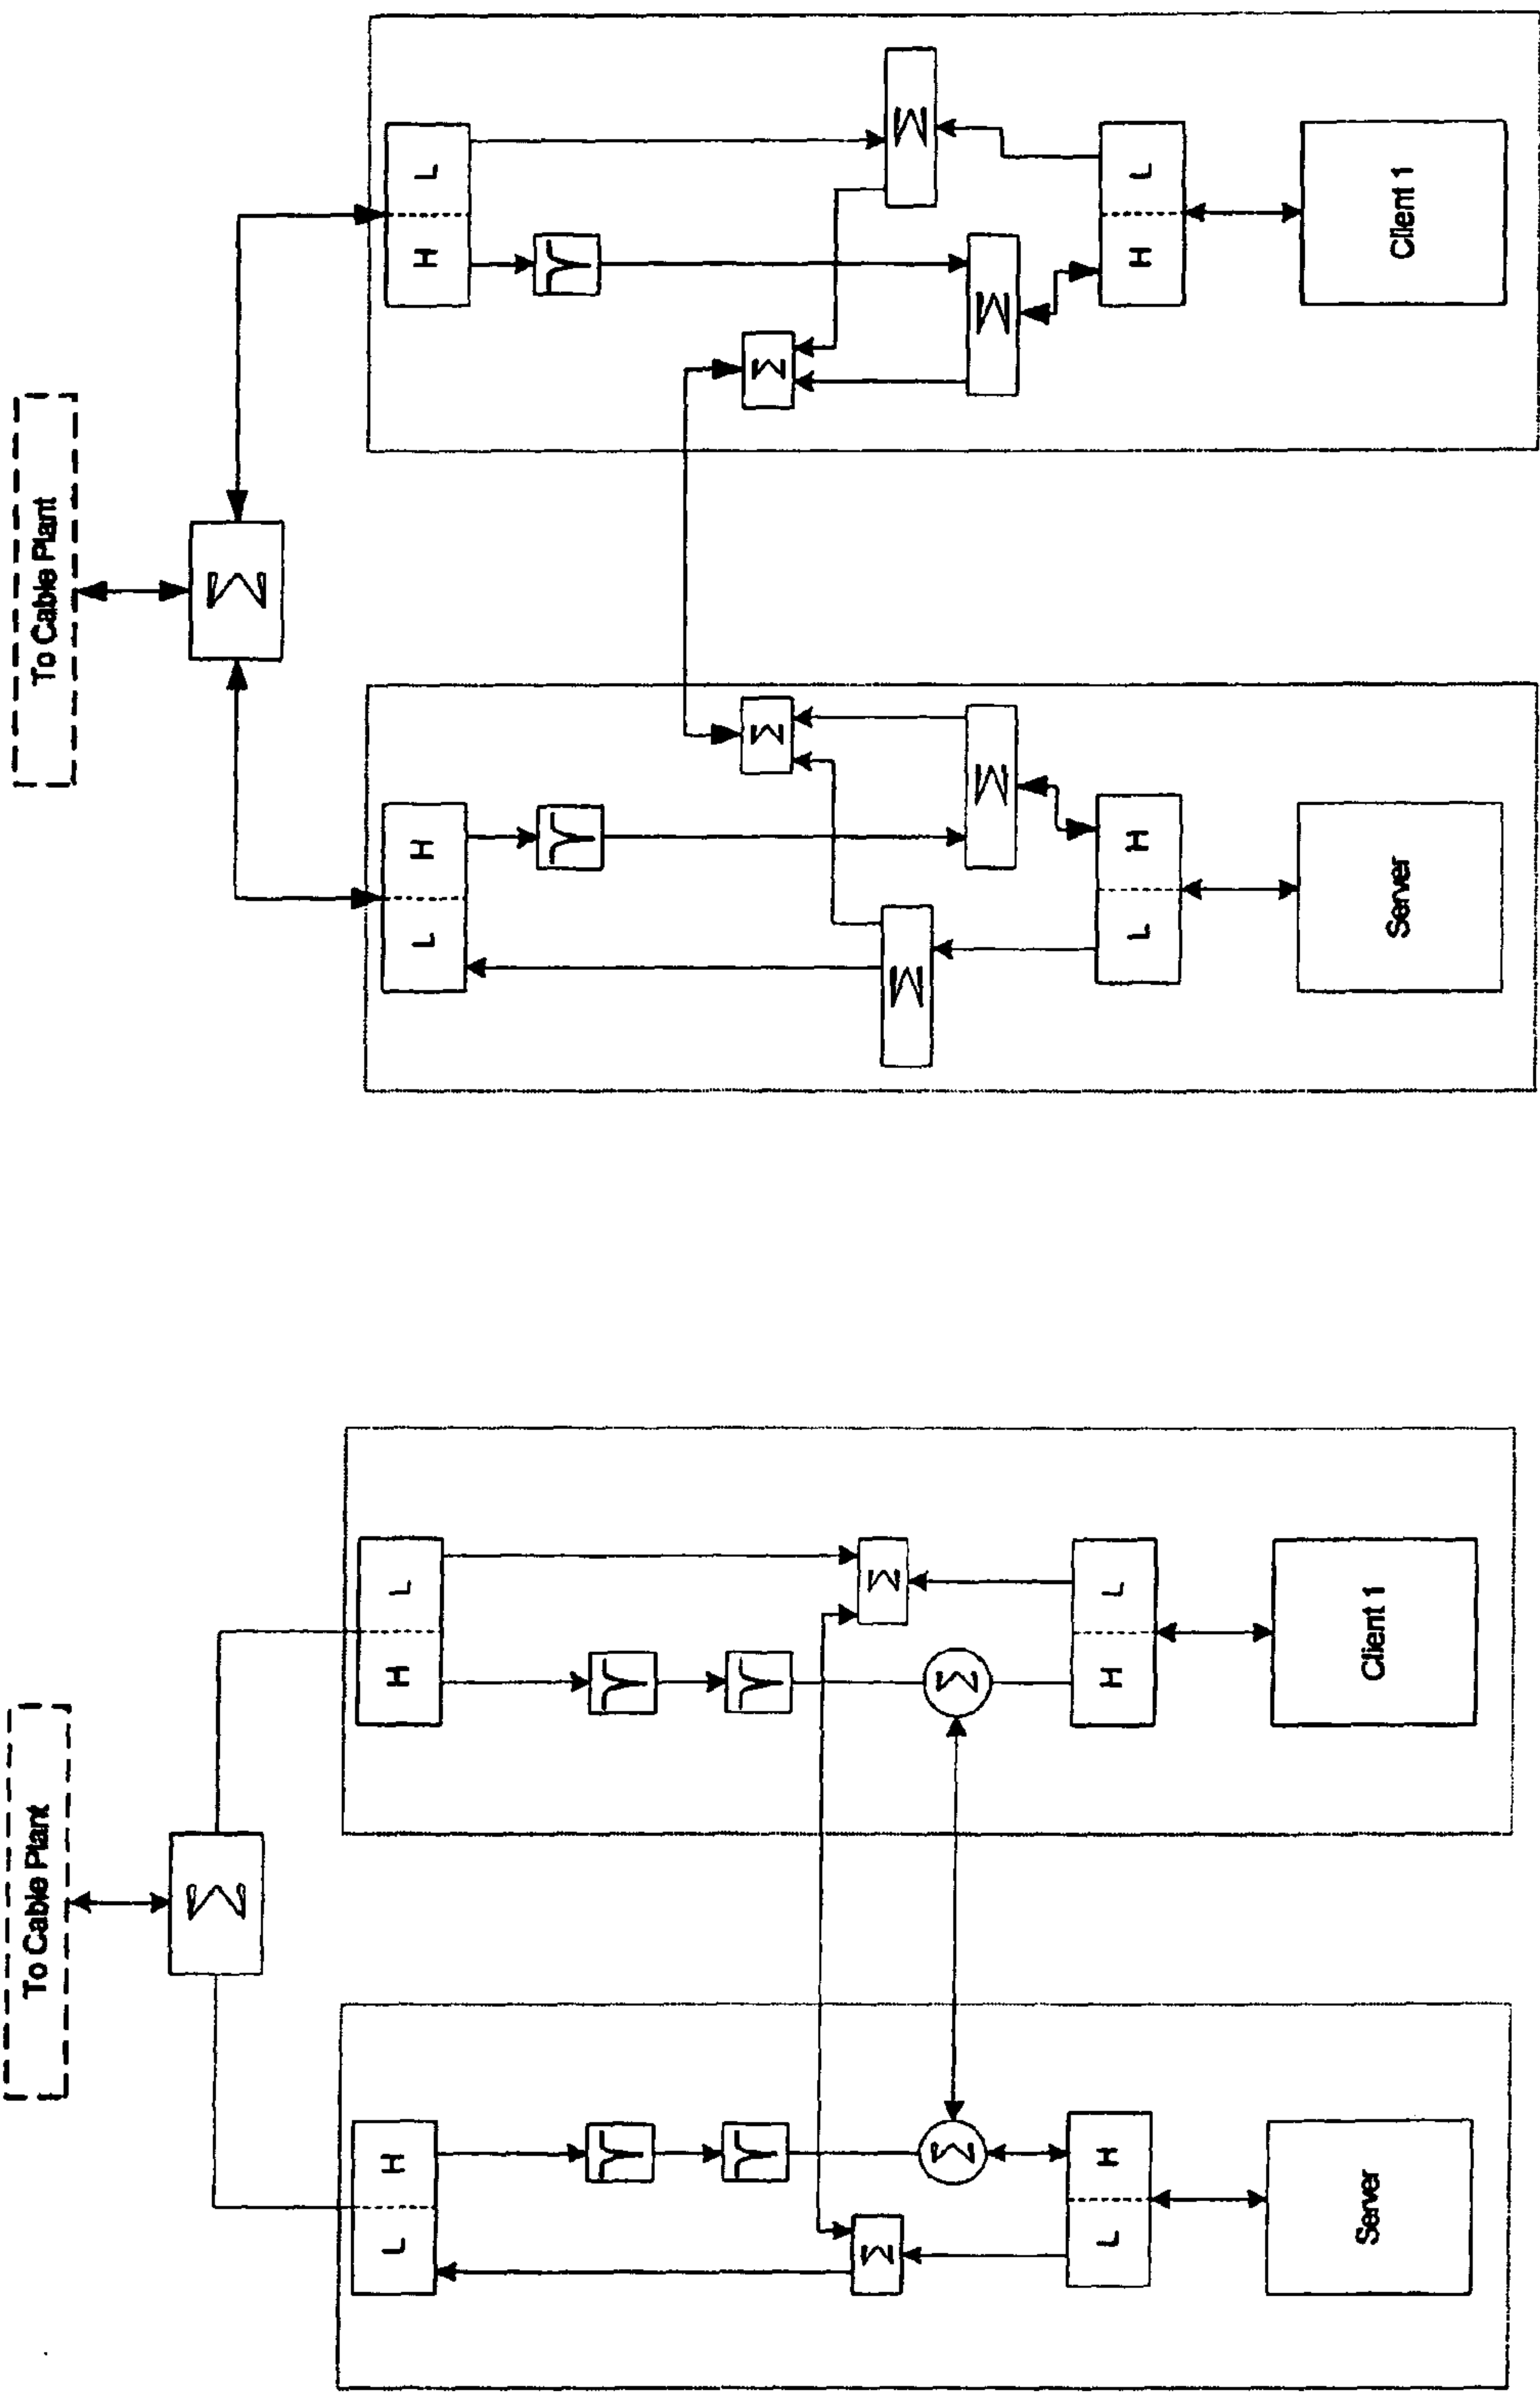 To Cable Plant
Σ
L H
H L
Σ
Σ
Σ
Σ
L H
H L
Server
Client 1
To Cable Plant
Σ
L H
H L
Σ
Σ
Σ
Σ
Σ
Σ
L H
H L
Server
Client 1